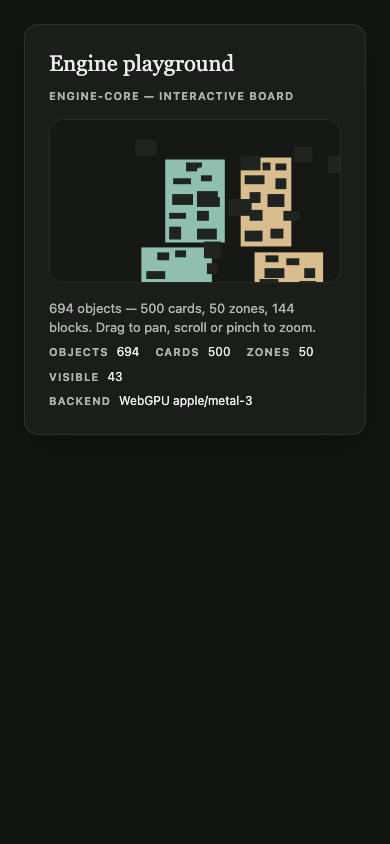 Engine playground
ENGINE-CORE — INTERACTIVE BOARD
694 objects — 500 cards, 50 zones, 144
blocks. Drag to pan, scroll or pinch to zoom.
OBJECTS 694 CARDS 500 ZONES 50
VISIBLE 43
BACKEND WebGPU apple/metal-3